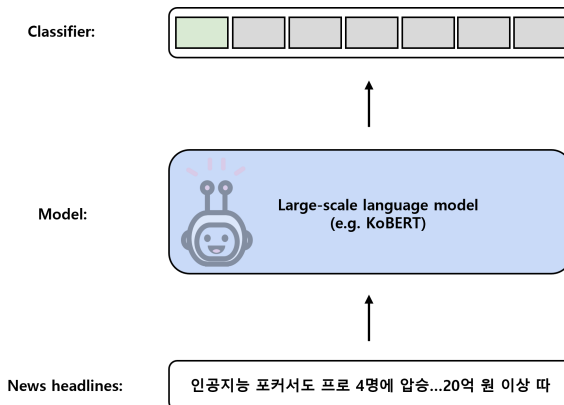 Classifier:
Model:
Large-scale language model
(e.g. KoBERT)
News headlines:
인공지능 포커서도 프로 4명에 압승...20억 원 이상 따